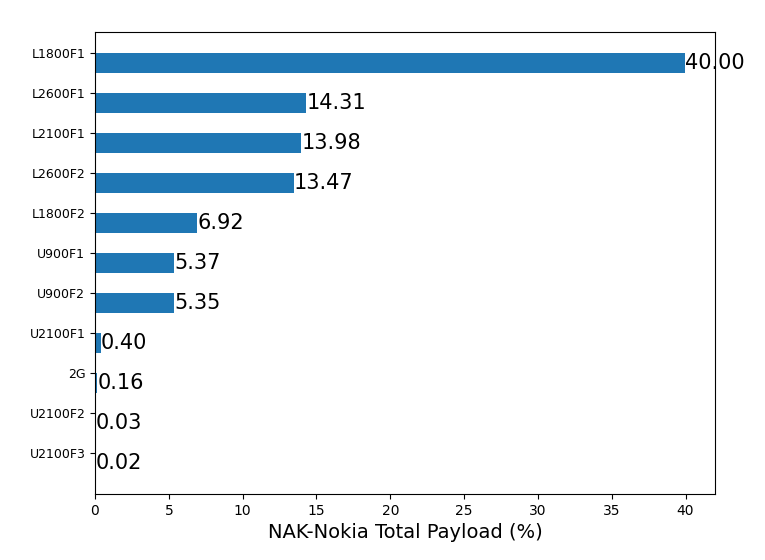 L1800F1 40.00
L2600F1 14.31
L2100F1 13.98
L2600F2 13.47
L1800F2 6.92
U900F1 5.37
U900F2 5.35
U2100F1 0.40
2G 0.16
U2100F2 0.03
U2100F3 0.02
0 5 10 15 20 25 30 35 40
NAK-Nokia Total Payload (%)